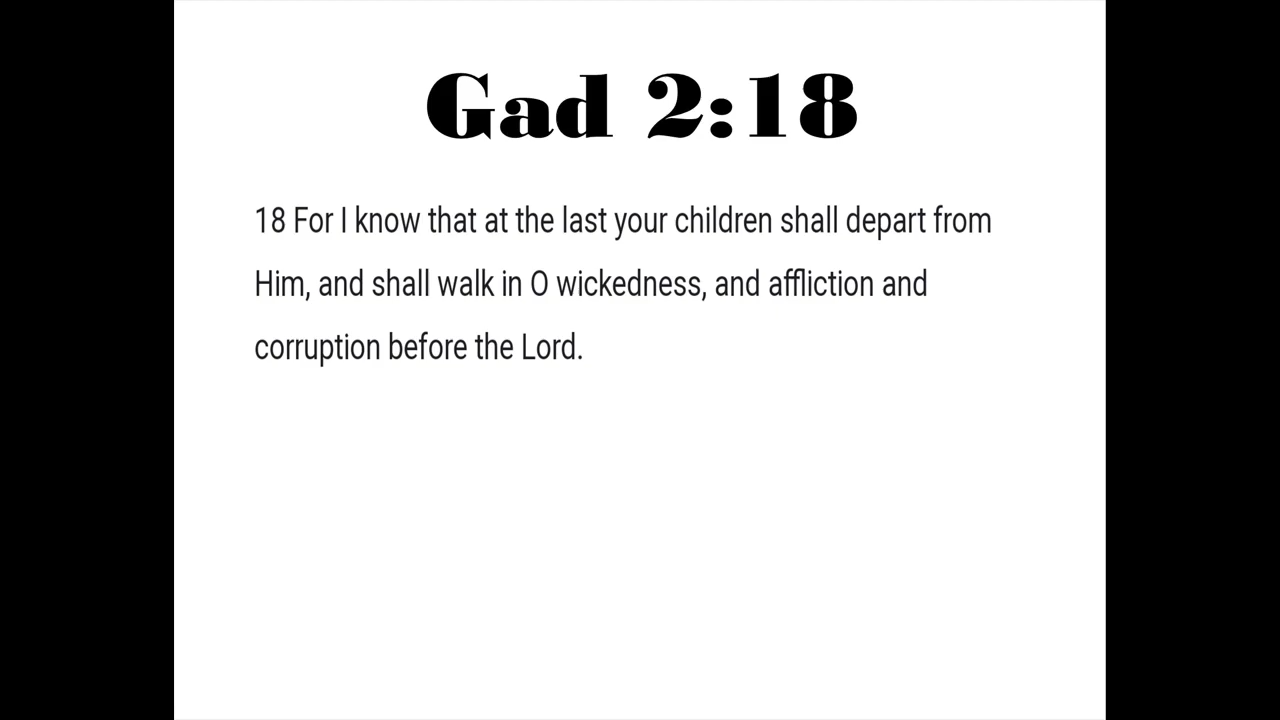 Gad 2:18
18 For I know that at the last your children shall depart from
Him, and shall walk in O wickedness, and affliction and
corruption before the Lord.